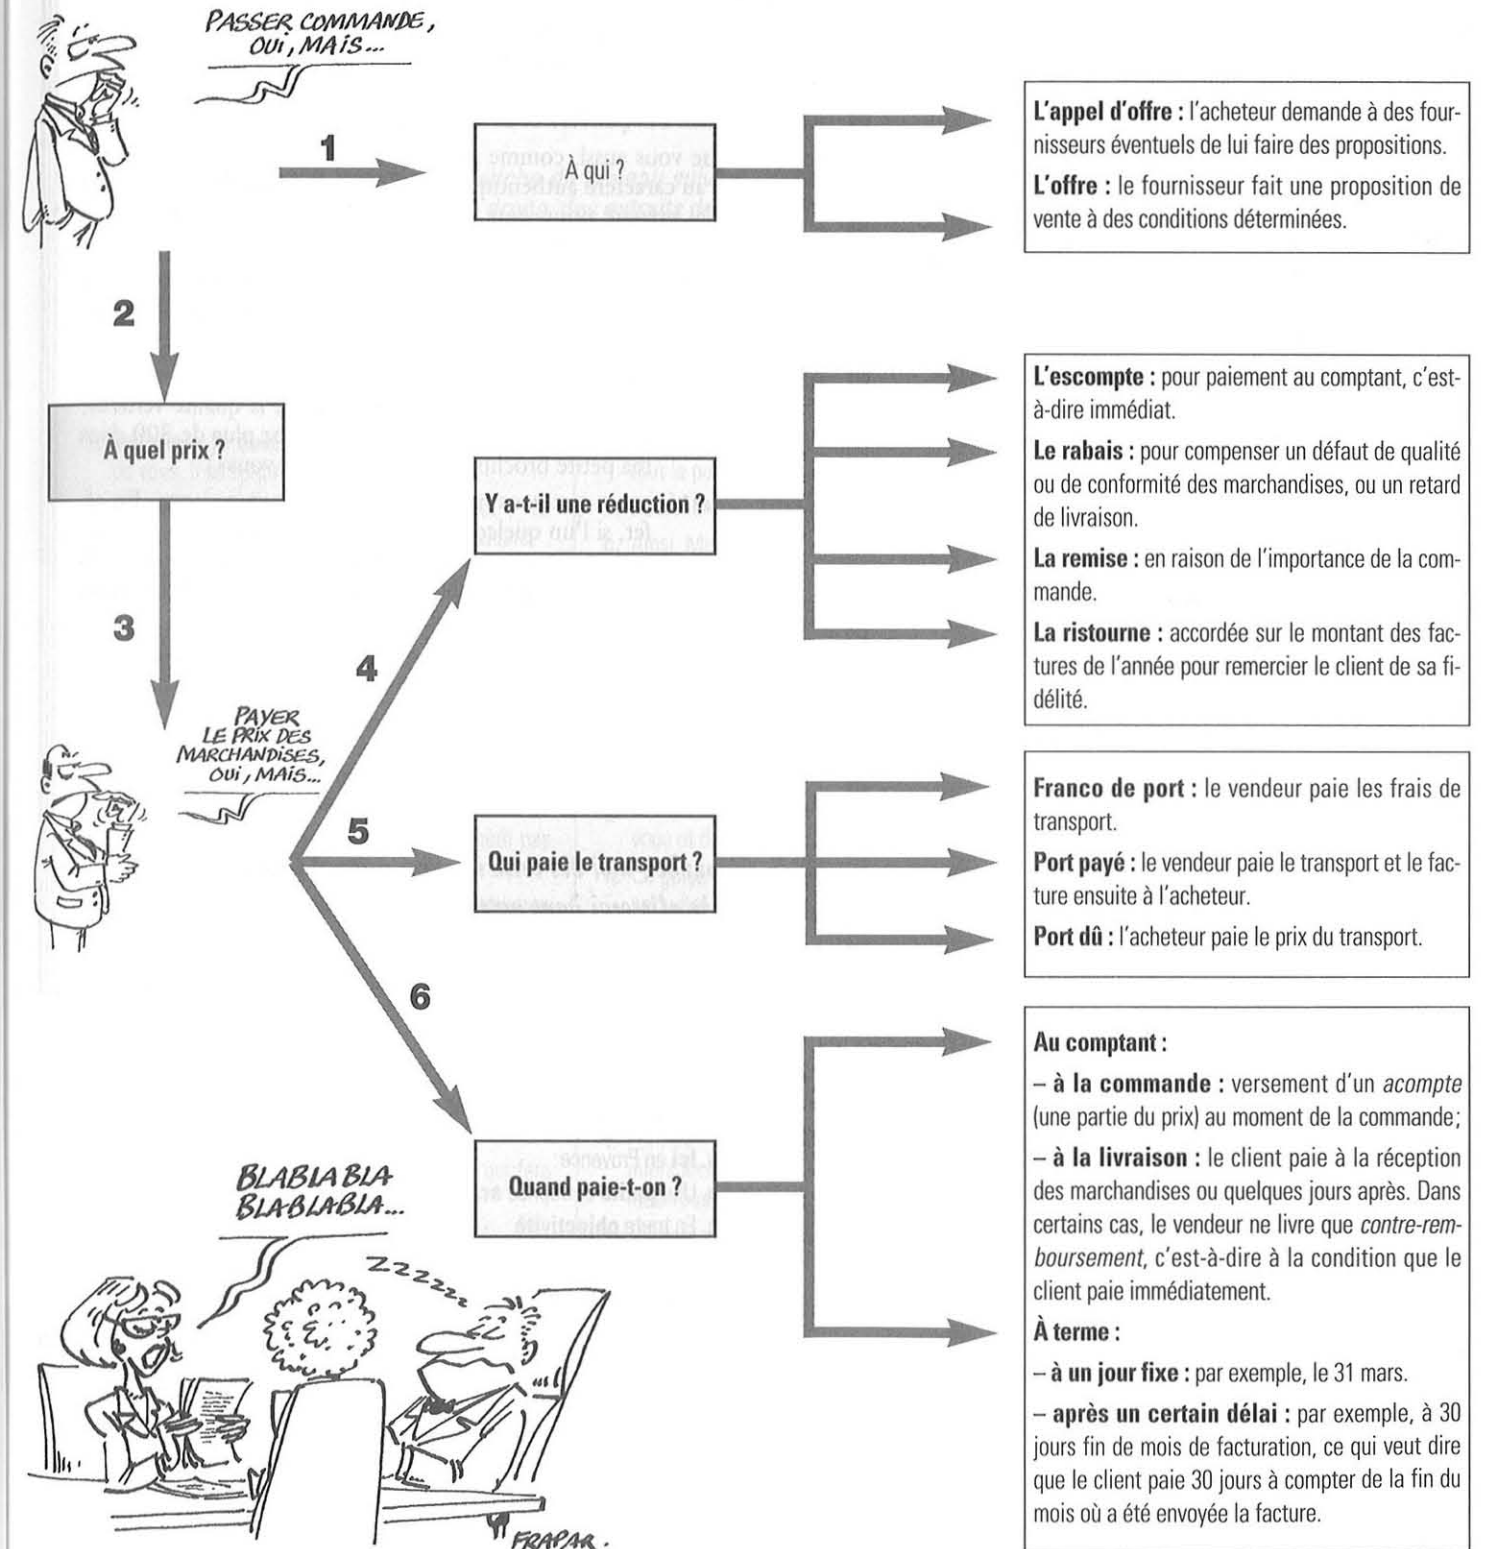 PASSER COMMANDE,
OUI, MAIS...
1
À qui ?
L'appel d'offre : l'acheteur demande à des four-
nisseurs éventuels de lui faire des propositions.
L'offre : le fournisseur fait une proposition de
vente à des conditions déterminées.
2
À quel prix ?
3
PAYER
LE PRIX DES
MARCHANDISES,
OUI, MAIS...
4
Y a-t-il une réduction ?
L'escompte : pour paiement au comptant, c'est-
à-dire immédiat.
Le rabais : pour compenser un défaut de qualité
ou de conformité des marchandises, ou un retard
de livraison.
La remise : en raison de l'importance de la com-
mande.
La ristourne : accordée sur le montant des fac-
tures de l'année pour remercier le client de sa fi-
délité.
5
Qui paie le transport ?
Franco de port : le vendeur paie les frais de
transport.
Port payé : le vendeur paie le transport et le fac-
ture ensuite à l'acheteur.
Port dû : l'acheteur paie le prix du transport.
6
Quand paie-t-on ?
Au comptant :
– à la commande : versement d'un acompte
(une partie du prix) au moment de la commande;
– à la livraison : le client paie à la réception
des marchandises ou quelques jours après. Dans
certains cas, le vendeur ne livre que contre-rem-
boursement, c'est-à-dire à la condition que le
client paie immédiatement.
À terme :
– à un jour fixe : par exemple, le 31 mars.
– après un certain délai : par exemple, à 30
jours fin de mois de facturation, ce qui veut dire
que le client paie 30 jours à compter de la fin du
mois où a été envoyée la facture.
BLABLABLA
BLABLABLA...
ZZZZZZ
FRAPAR.